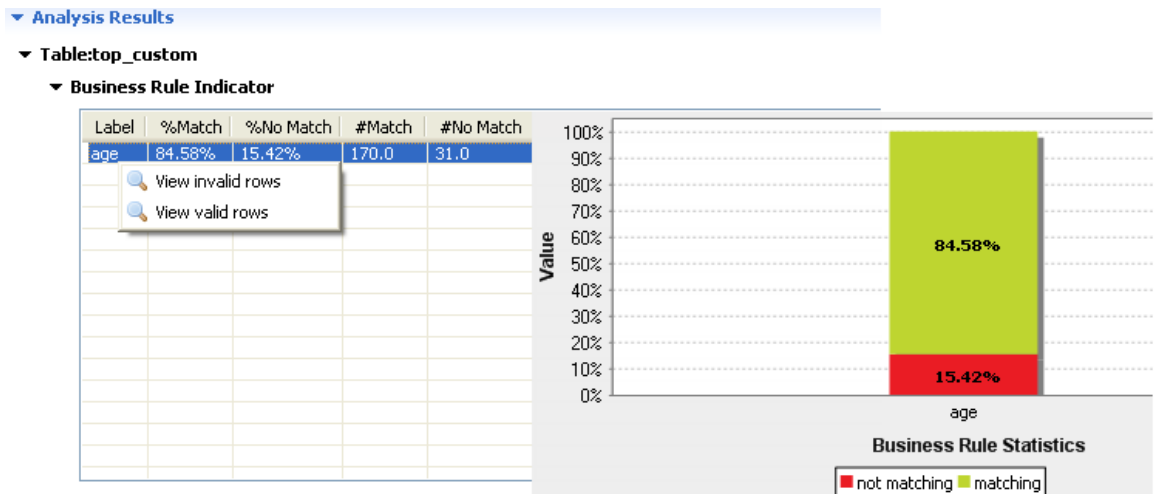 Analysis Results
Table:top_custom
Business Rule Indicator
Label %Match %No Match #Match #No Match
age 84.58% 15.42% 170.0 31.0
View invalid rows
View valid rows
100%
90%
80%
70%
60%
50%
40%
30%
20%
10%
0%
Value
84.58%
15.42%
age
Business Rule Statistics
not matching matching